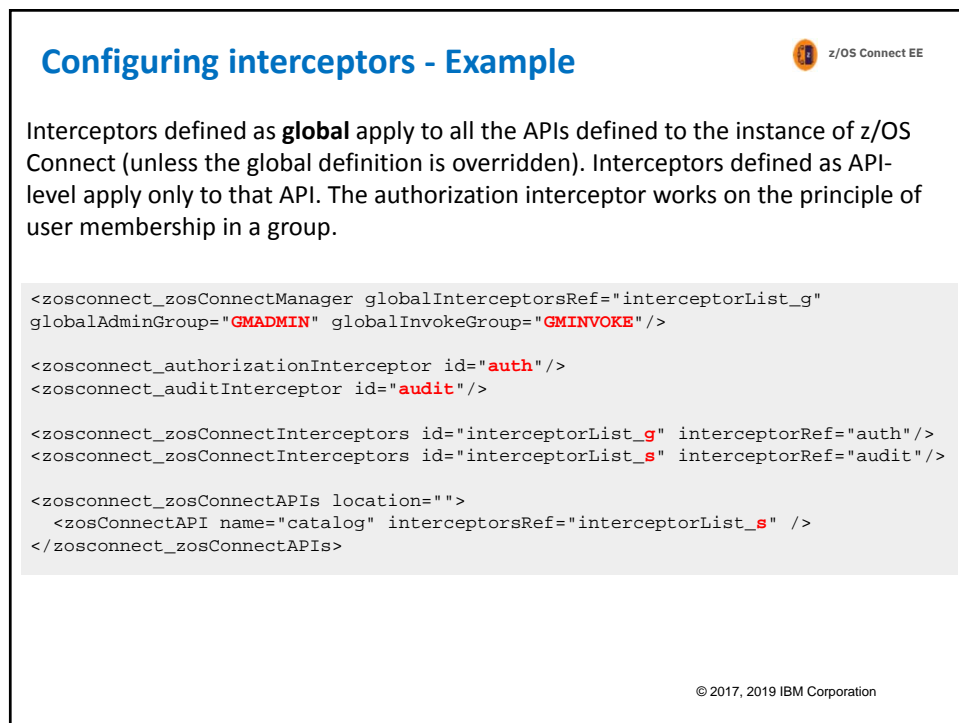 Configuring interceptors - Example
z/OS Connect EE
Interceptors defined as global apply to all the APIs defined to the instance of z/OS
Connect (unless the global definition is overridden). Interceptors defined as API-
level apply only to that API. The authorization interceptor works on the principle of
user membership in a group.
<zosconnect_zosConnectManager globalInterceptorsRef="interceptorList_g"
globalAdminGroup="GMADMIN" globalInvokeGroup="GMINVOKE"/>
<zosconnect_authorizationInterceptor id="auth"/>
<zosconnect_auditInterceptor id="audit"/>
<zosconnect_zosConnectInterceptors id="interceptorList_g" interceptorRef="auth"/>
<zosconnect_zosConnectInterceptors id="interceptorList_s" interceptorRef="audit"/>
<zosconnect_zosConnectAPIs location="">
<zosConnectAPI name="catalog" interceptorsRef="interceptorList_s" />
</zosconnect_zosConnectAPIs>
© 2017, 2019 IBM Corporation